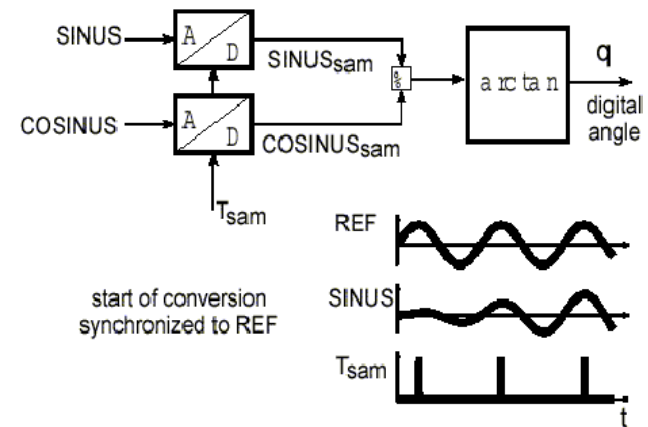 SINUS
A
D
SINUSsam
COSINUS
A
D
COSINUSsam
%
arctan
q
digital
angle
Tsam
start of conversion
synchronized to REF
REF
SINUS
Tsam
t